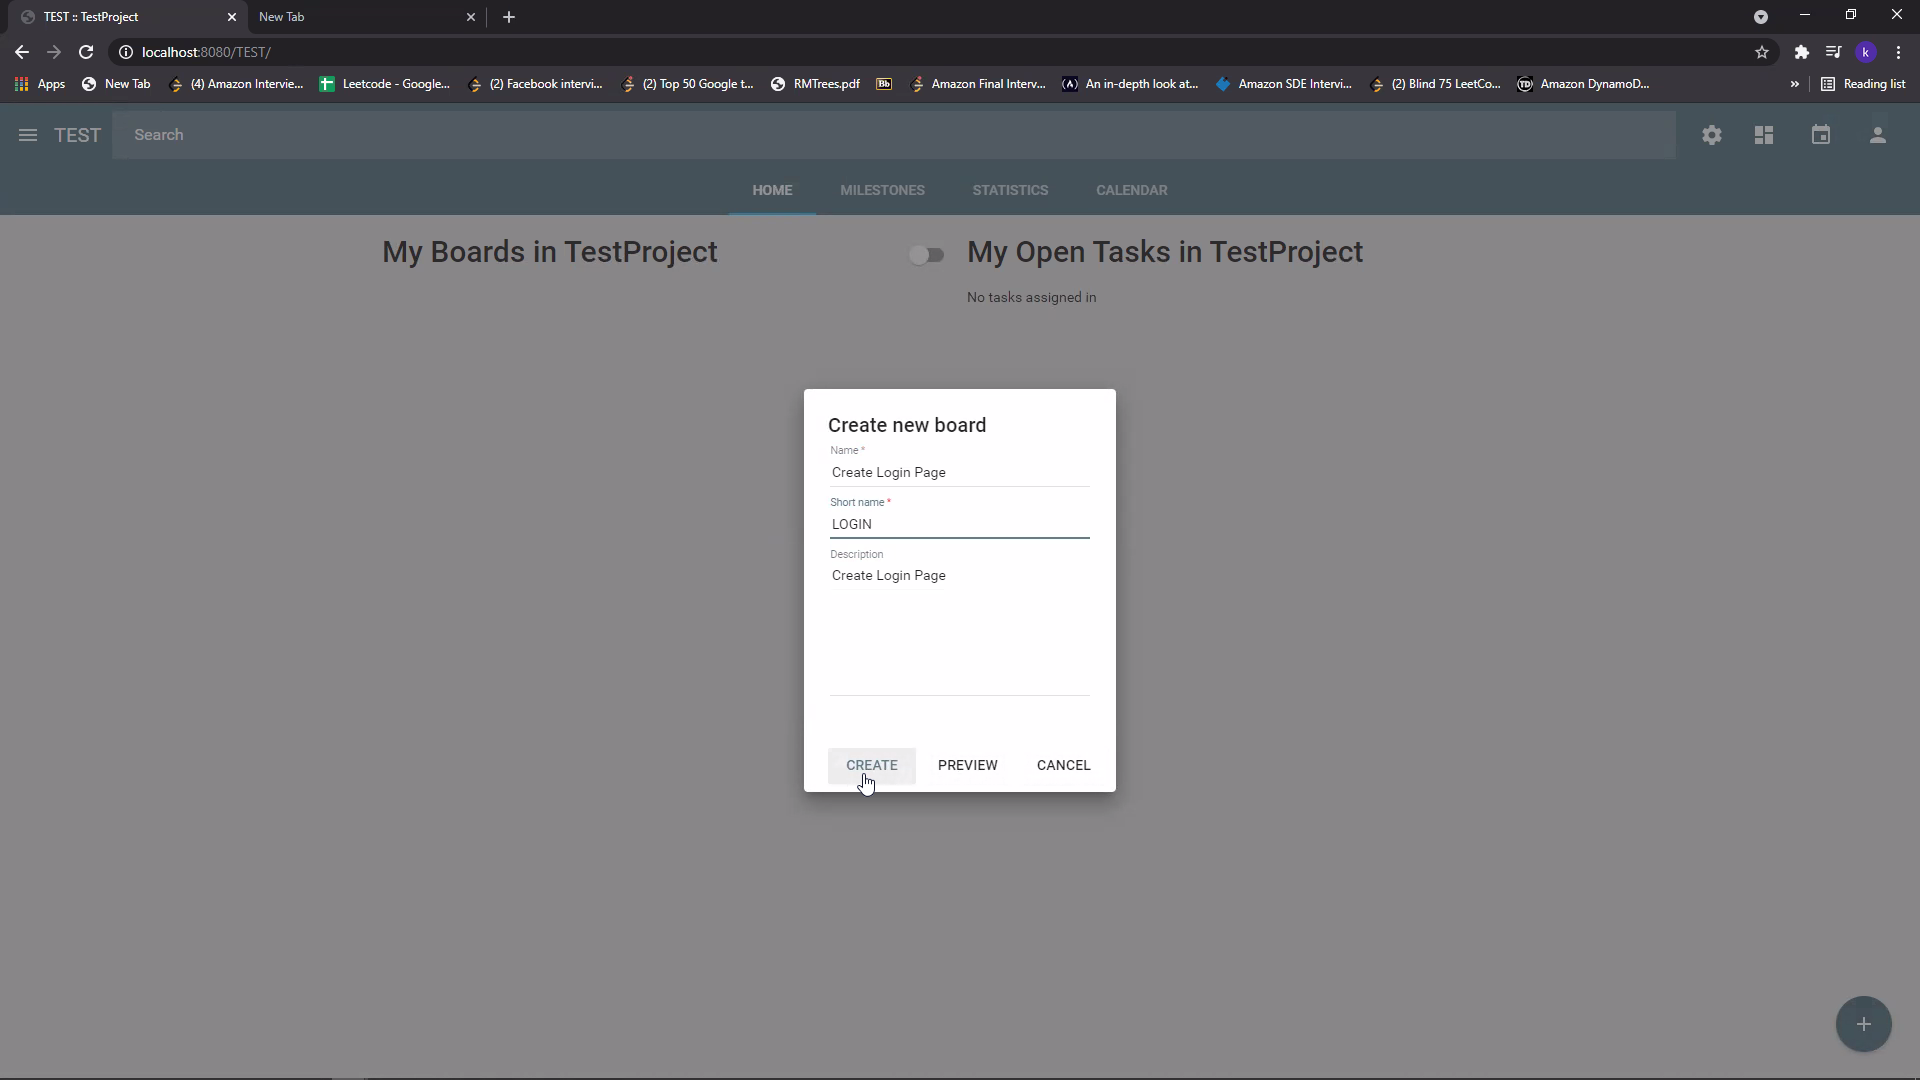 TEST :: TestProject
New Tab
localhost:8080/TEST/
Apps
New Tab
(4) Amazon Intervie...
Leetcode - Google...
(2) Facebook intervi...
(2) Top 50 Google t...
RMTrees.pdf
Bb
Amazon Final Interv...
(A)
An in-depth look at...
Amazon SDE Intervi...
(2) Blind 75 LeetCo...
TD
Amazon DynamoD...
»
Reading list
k
TEST
Search
HOME
MILESTONES
STATISTICS
CALENDAR
My Boards in TestProject
My Open Tasks in TestProject
No tasks assigned in
Create new board
Name *
Create Login Page
Short name *
LOGIN
Description
Create Login Page
CREATE
PREVIEW
CANCEL